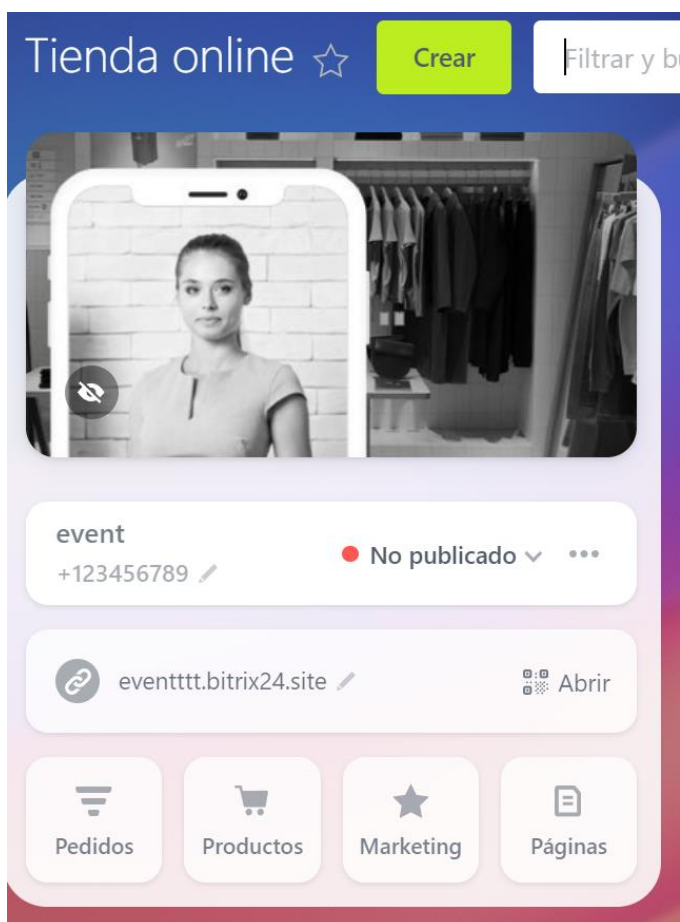 Tienda online
Crear
Filtrar y b
event
+123456789
No publicado
eventttt.bitrix24.site
Abrir
Pedidos
Productos
Marketing
Páginas